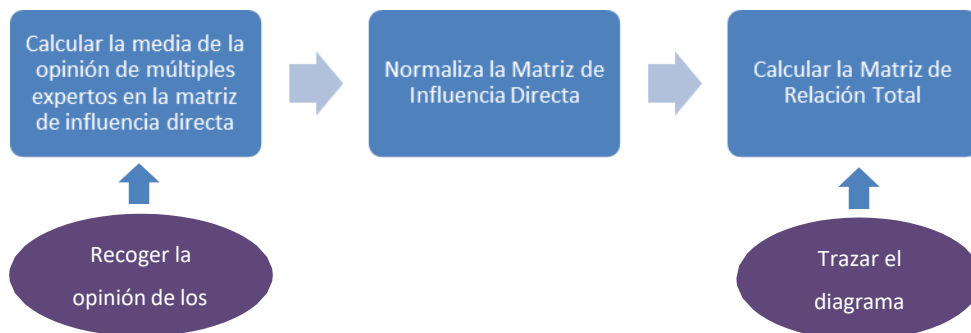 Calcular la media de la
opinión de múltiples
expertos en la matriz
de influencia directa
Normaliza la Matriz de
Influencia Directa
Calcular la Matriz de
Relación Total
Recoger la
opinión de los
Trazar el
diagrama